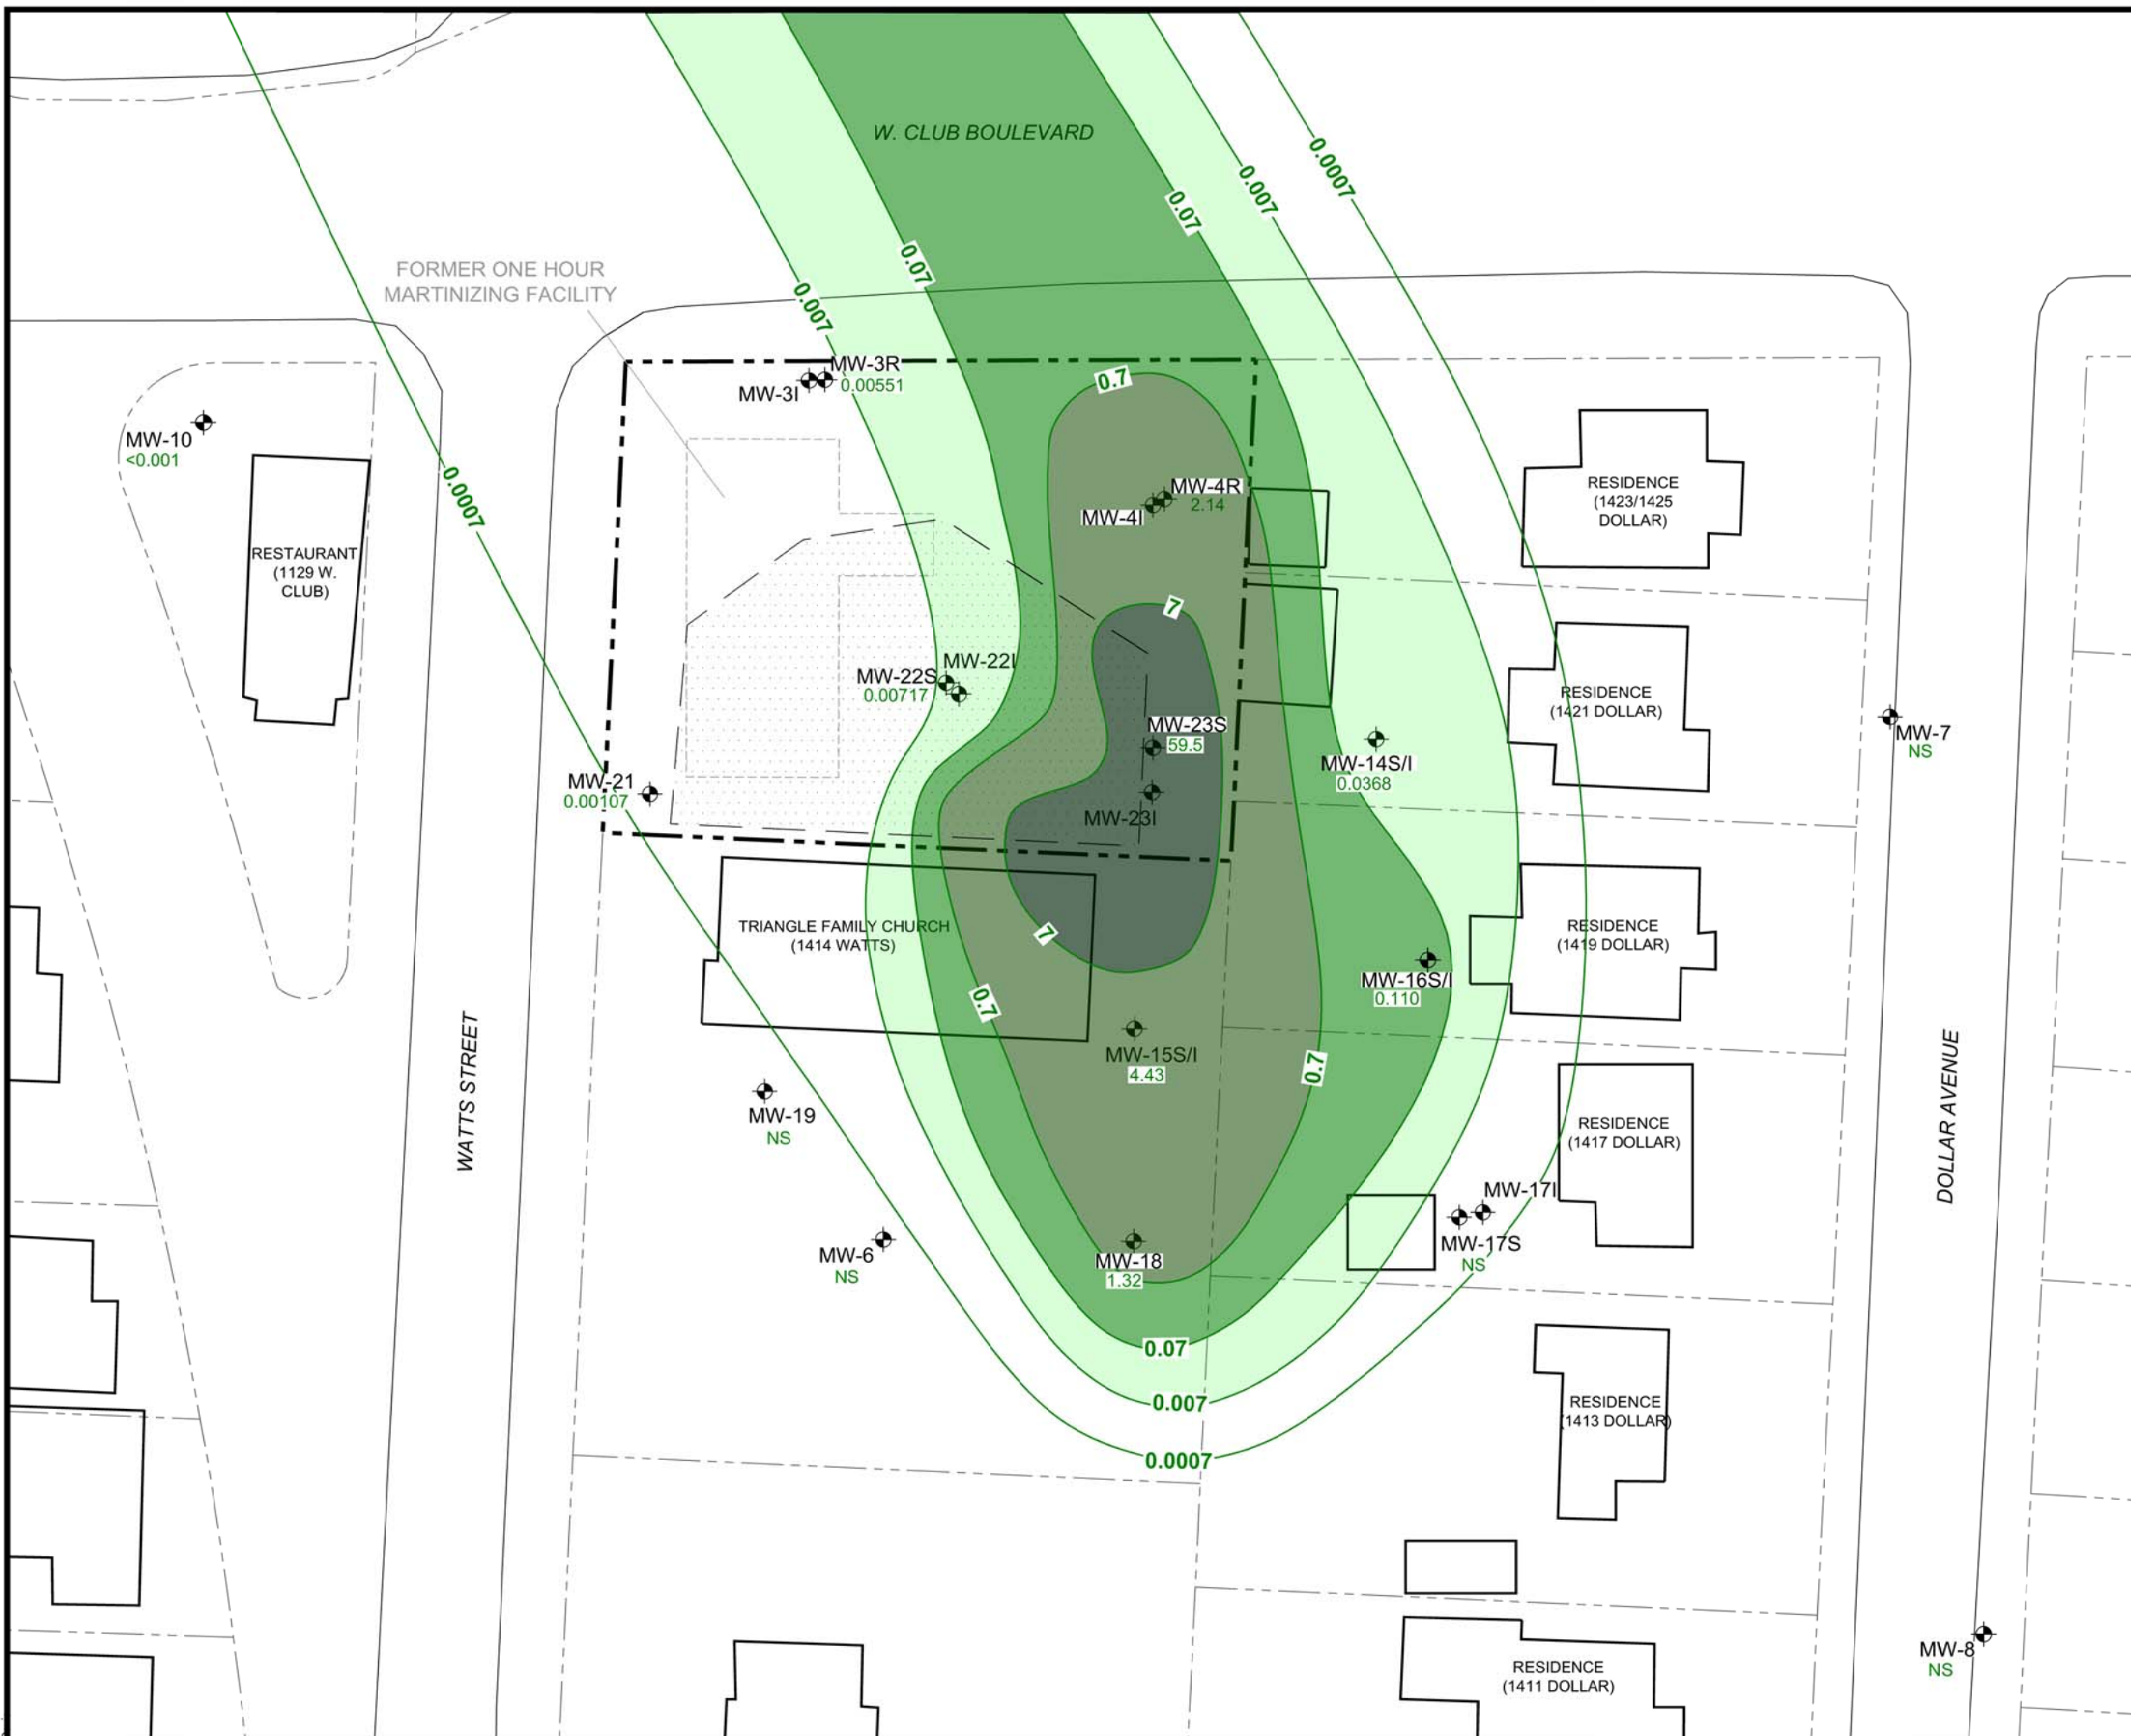 W. CLUB BOULEVARD
0.0007
0.007
0.07
0.07
0.007
FORMER ONE HOUR
MARTINIZING FACILITY
MW-3R
0.00551
MW-3I
0.7
MW-10
<0.001
0.0007
MW-4R
2.14
MW-4I
RESIDENCE
(1423/1425
DOLLAR)
RESTAURANT
(1129 W.
CLUB)
7
MW-22I
MW-22S
0.00717
RESIDENCE
(1421 DOLLAR)
MW-23S
59.5
MW-7
NS
MW-14S/I
0.0368
MW-21
0.00107
MW-23I
TRIANGLE FAMILY CHURCH
(1414 WATTS)
7
RESIDENCE
(1419 DOLLAR)
MW-16S/I
0.110
0.7
WATTS STREET
MW-15S/I
4.43
0.7
DOLLAR AVENUE
MW-19
NS
RESIDENCE
(1417 DOLLAR)
MW-17I
MW-17S
NS
MW-6
NS
MW-18
1.32
0.07
0.007
0.0007
RESIDENCE
(1413 DOLLAR)
MW-8
NS
RESIDENCE
(1411 DOLLAR)